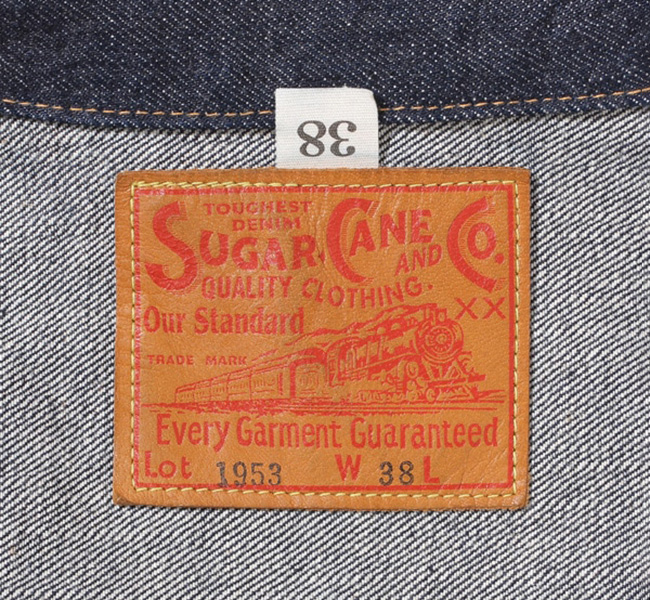 38
TOUGHEST
DENIM
SUGAR CANE CO.
AND
QUALITY CLOTHING.
XX
Our Standard
TRADE MARK
Every Garment Guaranteed
Lot 1953 W 38 L